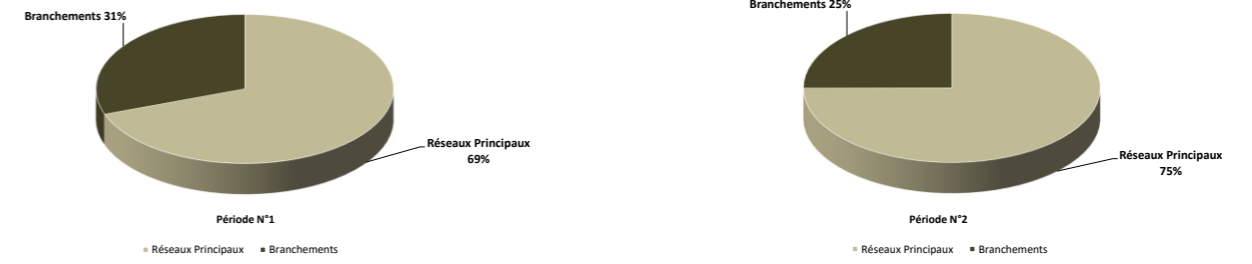 Branchements 31%
Réseaux Principaux
69%
Période N°1
Réseaux Principaux Branchements
Branchements 25%
Réseaux Principaux
75%
Période N°2
Réseaux Principaux Branchements